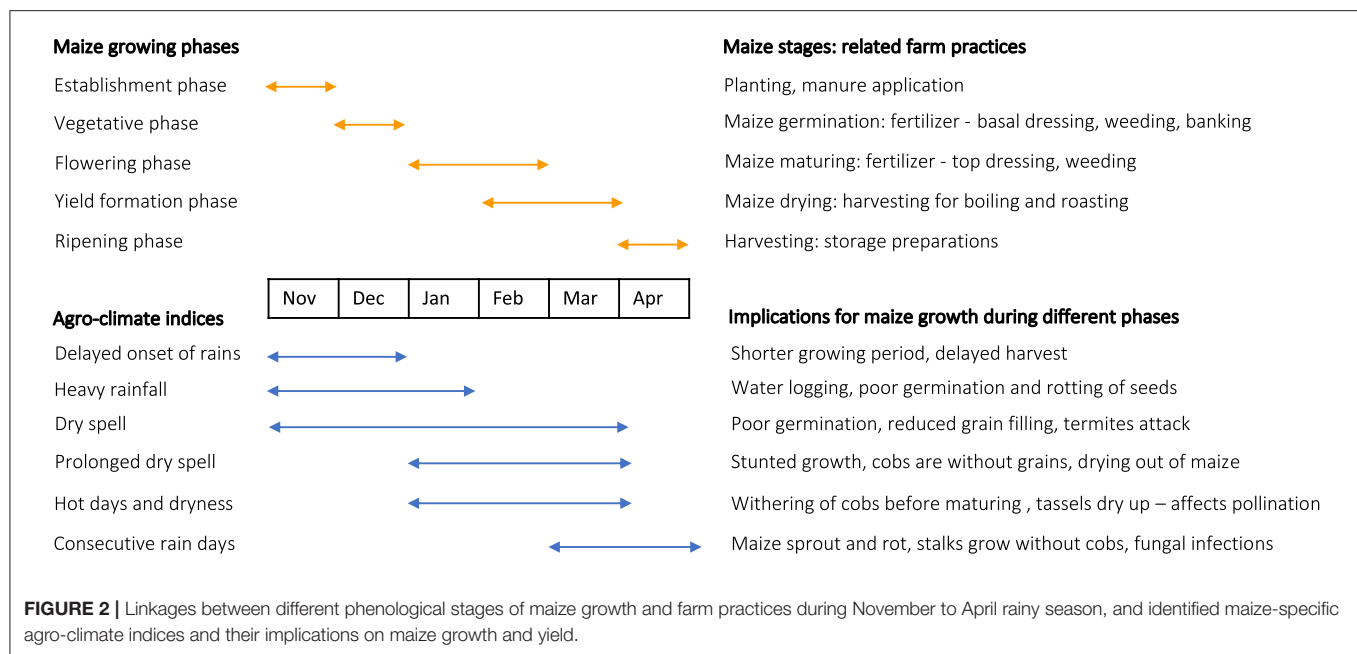 Maize growing phases Maize stages: related farm practices
Establishment phase Planting, manure application
Vegetative phase Maize germination: fertilizer - basal dressing, weeding, banking
Flowering phase Maize maturing: fertilizer - top dressing, weeding
Yield formation phase Maize drying: harvesting for boiling and roasting
Ripening phase Harvesting: storage preparations
Nov Dec Jan Feb Mar Apr
Agro-climate indices Implications for maize growth during different phases
Delayed onset of rains Shorter growing period, delayed harvest
Heavy rainfall Water logging, poor germination and rotting of seeds
Dry spell Poor germination, reduced grain filling, termites attack
Prolonged dry spell Stunted growth, cobs are without grains, drying out of maize
Hot days and dryness Withering of cobs before maturing , tassels dry up – affects pollination
Consecutive rain days Maize sprout and rot, stalks grow without cobs, fungal infections
FIGURE 2 | Linkages between different phenological stages of maize growth and farm practices during November to April rainy season, and identified maize-specific
agro-climate indices and their implications on maize growth and yield.